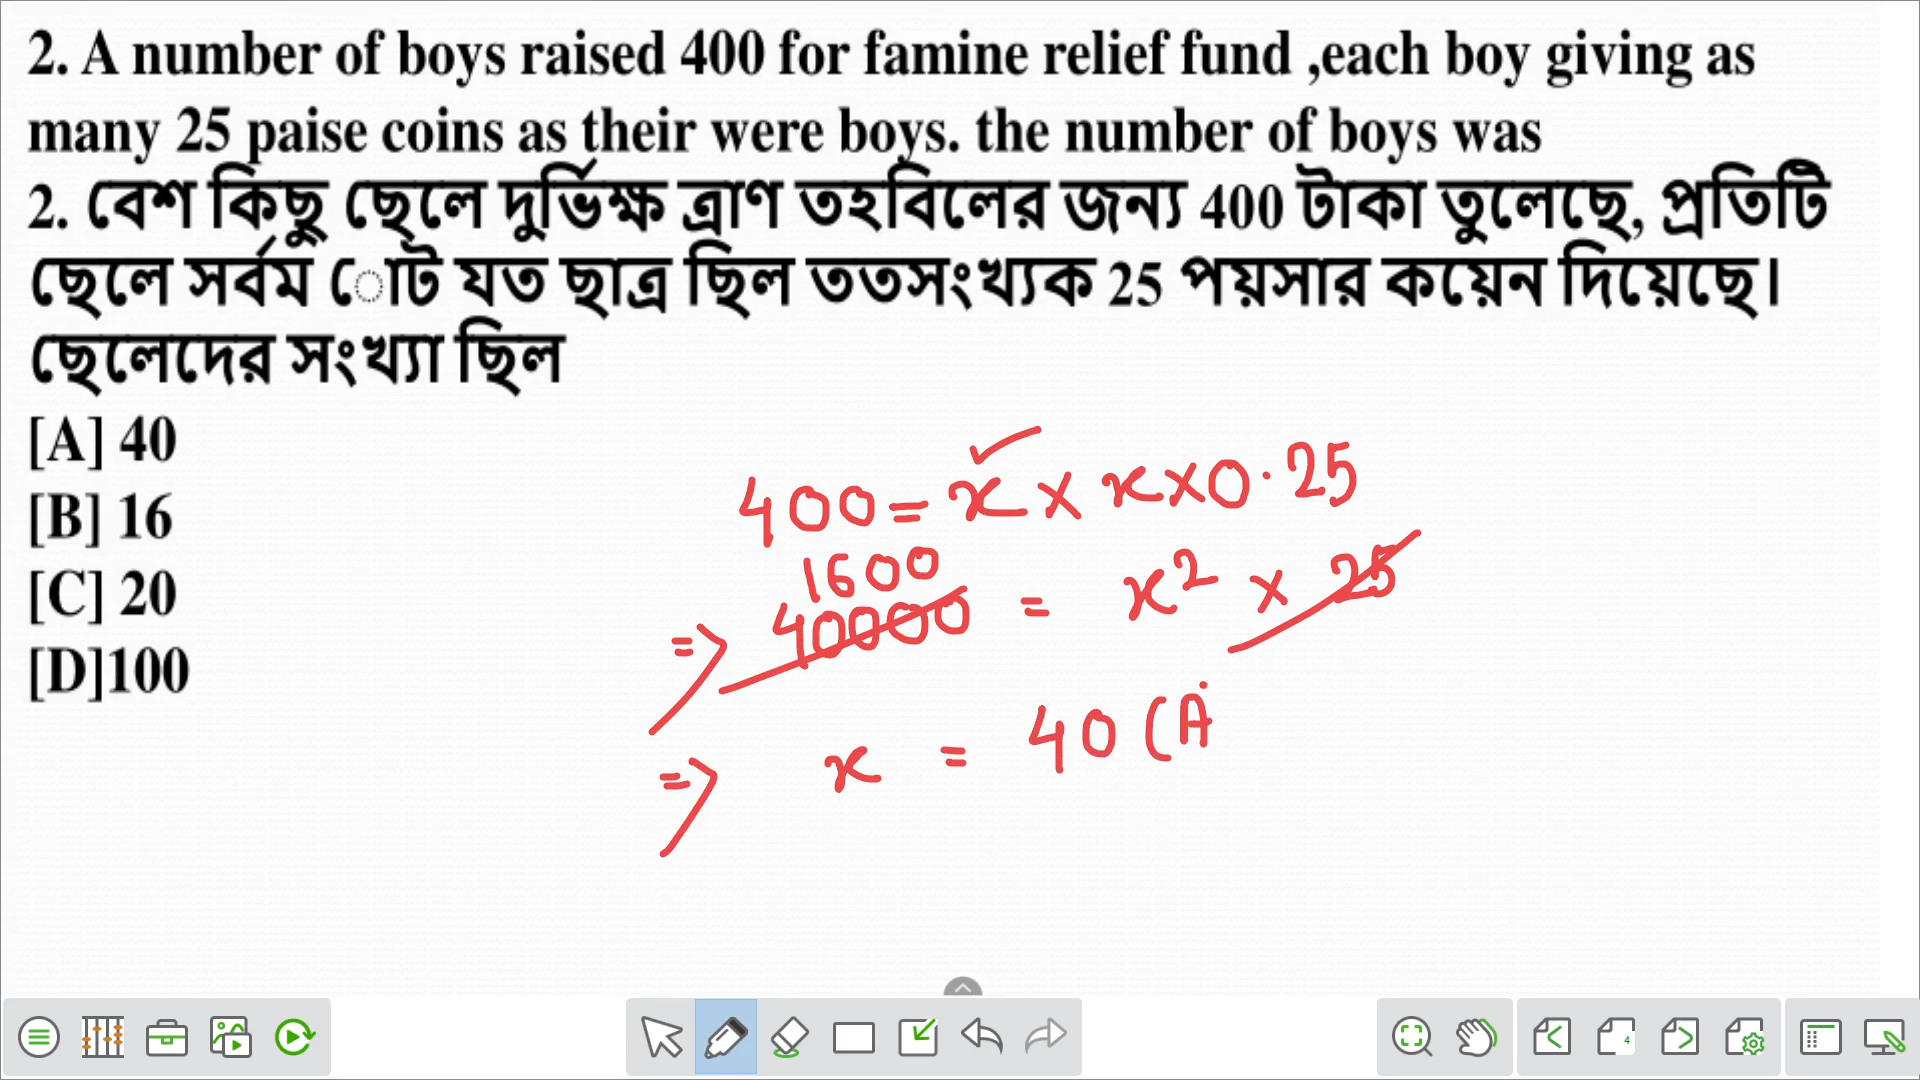 2. A number of boys raised 400 for famine relief fund ,each boy giving as
many 25 paise coins as their were boys. the number of boys was
2. বেশ কিছু ছেলে দুর্ভিক্ষ ত্রাণ তহবিলের জন্য 400 টাকা তুলেছে, প্রতিটি
ছেলে সর্বম োট যত ছাত্র ছিল ততসংখ্যক 25 পয়সার কয়েন দিয়েছে।
ছেলেদের সংখ্যা ছিল
[A] 40
[B] 16
[C] 20
[D]100
400 = x × x × 0.25
1600
=> 40000 = x² × 25
=> x = 40 (A
4